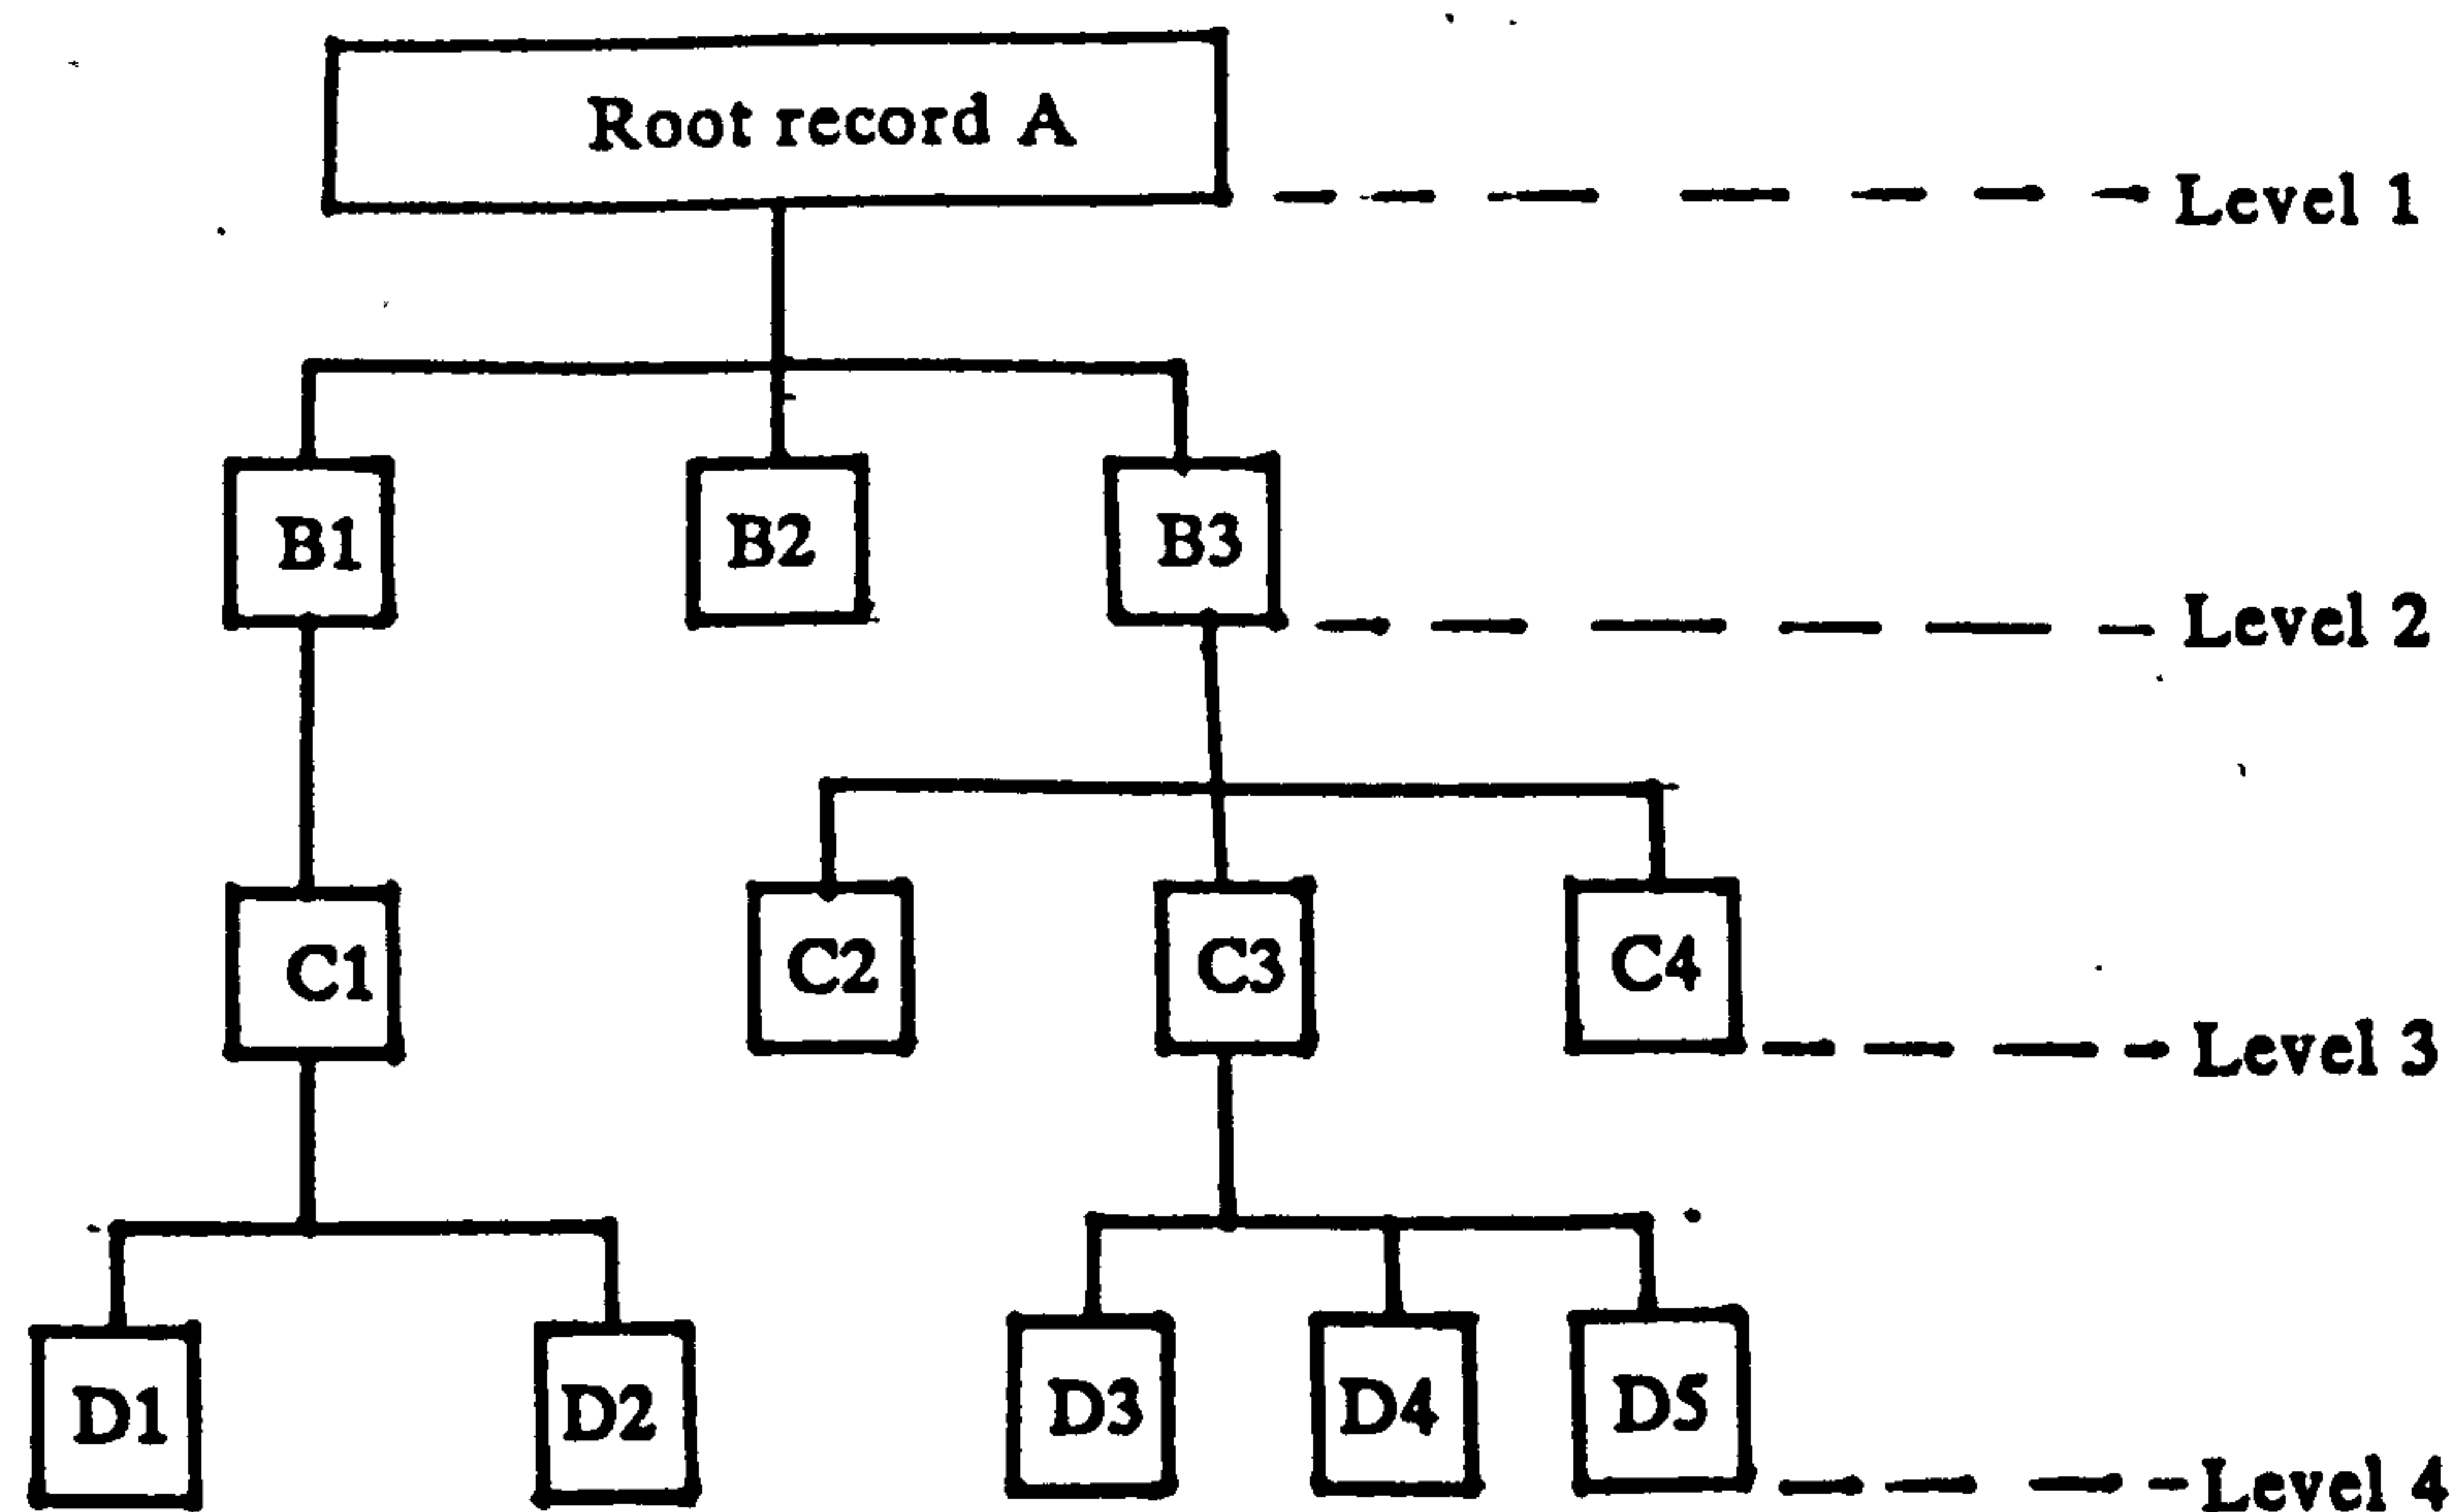 Root record A
Level 1
B1 B2 B3
Level 2
C1 C2 C3 C4
Level 3
D1 D2 D3 D4 D5
Level 4